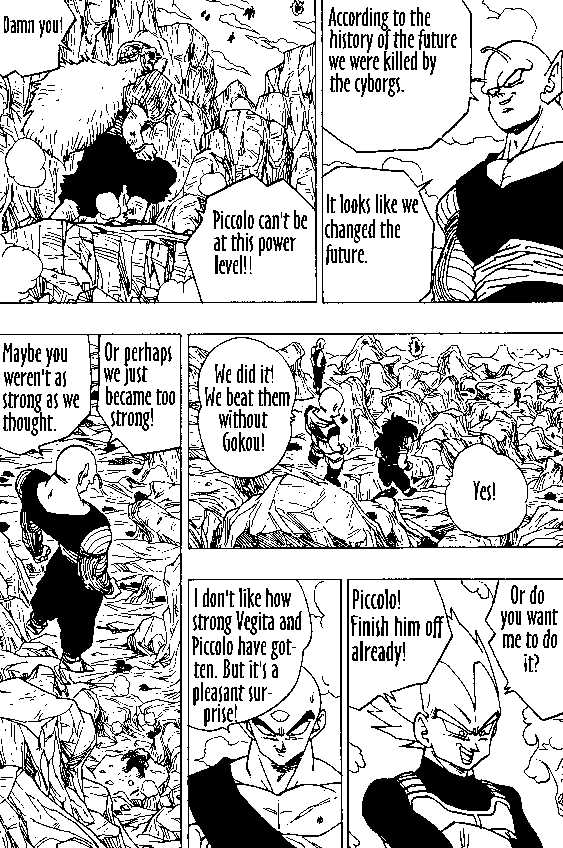 Damn you!
Piccolo can't be
at this power
level!!
According to the
history of the future
we were killed by
the cyborgs.
It looks like we
changed the
future.
Maybe you
weren't as
strong as we
thought.
Or perhaps
we just
became too
strong!
We did it!
We beat them
without
Gokou!
Yes!
I don't like how
strong Vegita and
Piccolo have got-
ten. But it's a
pleasant sur-
prise!
Piccolo!
Finish him off
already!
Or do
you want
me to do
it?